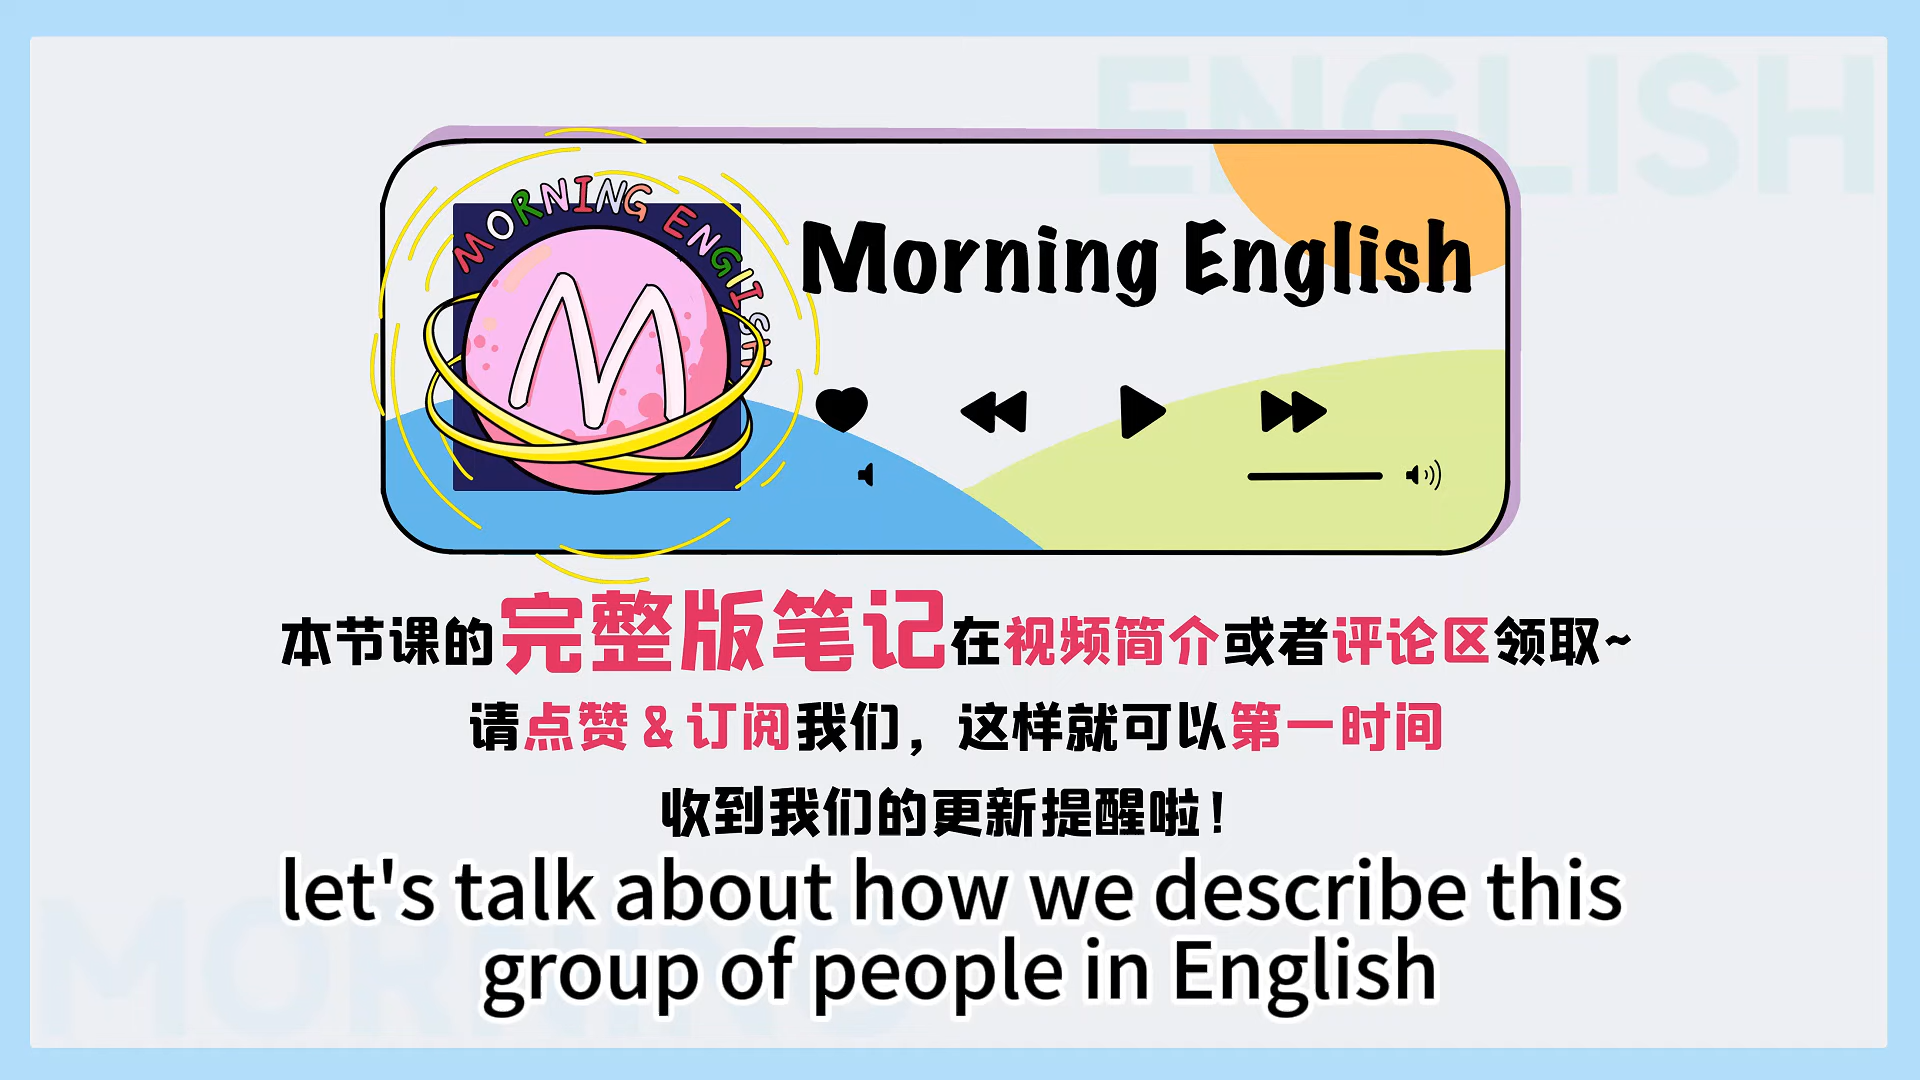 ENGLISH
MORNING ENGLISH
M
Morning English
本节课的完整版笔记在视频简介或者评论区领取~
请点赞&订阅我们，这样就可以第一时间
收到我们的更新提醒啦！
let's talk about how we describe this
group of people in English
MORNING